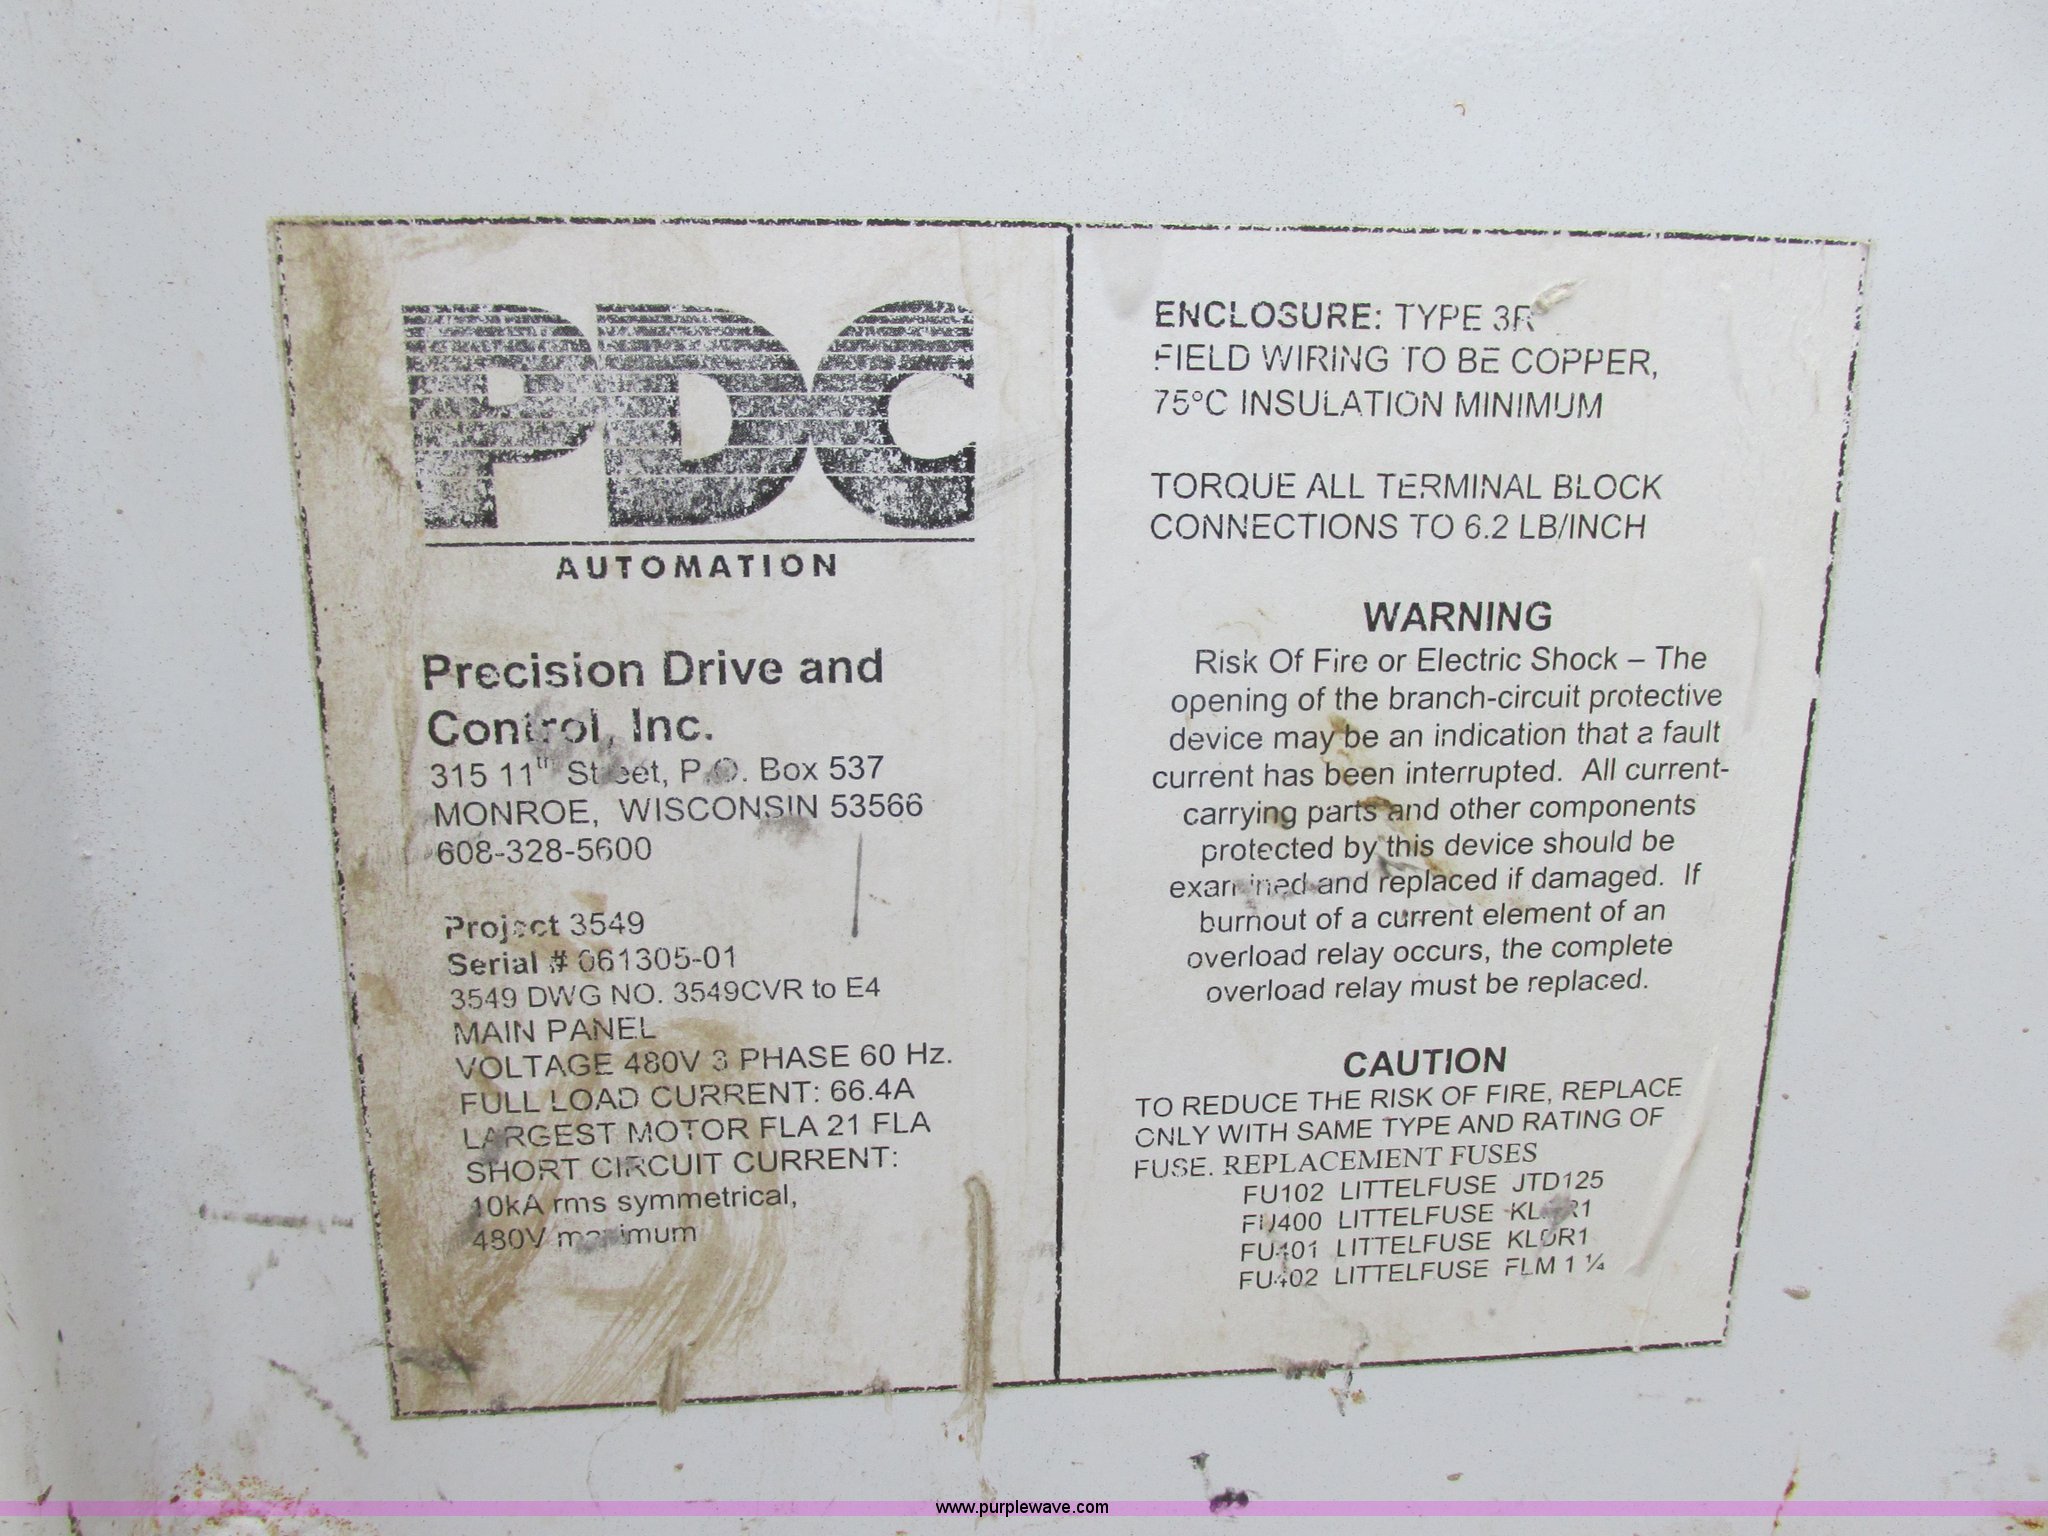 PDC
AUTOMATION
Precision Drive and
Control, Inc.
315 11th Street, P.O. Box 537
MONROE, WISCONSIN 53566
608-328-5600
Project 3549
Serial # 061305-01
3549 DWG NO. 3549CVR to E4
MAIN PANEL
VOLTAGE 480V 3 PHASE 60 Hz.
FULL LOAD CURRENT: 66.4A
LARGEST MOTOR FLA 21 FLA
SHORT CIRCUIT CURRENT:
10kA rms symmetrical,
480V maximum
ENCLOSURE: TYPE 3R
FIELD WIRING TO BE COPPER,
75°C INSULATION MINIMUM
TORQUE ALL TERMINAL BLOCK
CONNECTIONS TO 6.2 LB/INCH
WARNING
Risk Of Fire or Electric Shock – The
opening of the branch-circuit protective
device may be an indication that a fault
current has been interrupted. All current-
carrying parts and other components
protected by this device should be
examined and replaced if damaged. If
burnout of a current element of an
overload relay occurs, the complete
overload relay must be replaced.
CAUTION
TO REDUCE THE RISK OF FIRE, REPLACE
ONLY WITH SAME TYPE AND RATING OF
FUSE. REPLACEMENT FUSES
FU102 LITTELFUSE JTD125
FU400 LITTELFUSE
FU401 LITTELFUSE KLDR1
FU402 LITTELFUSE FLM 1 ¼
www.purplewave.com